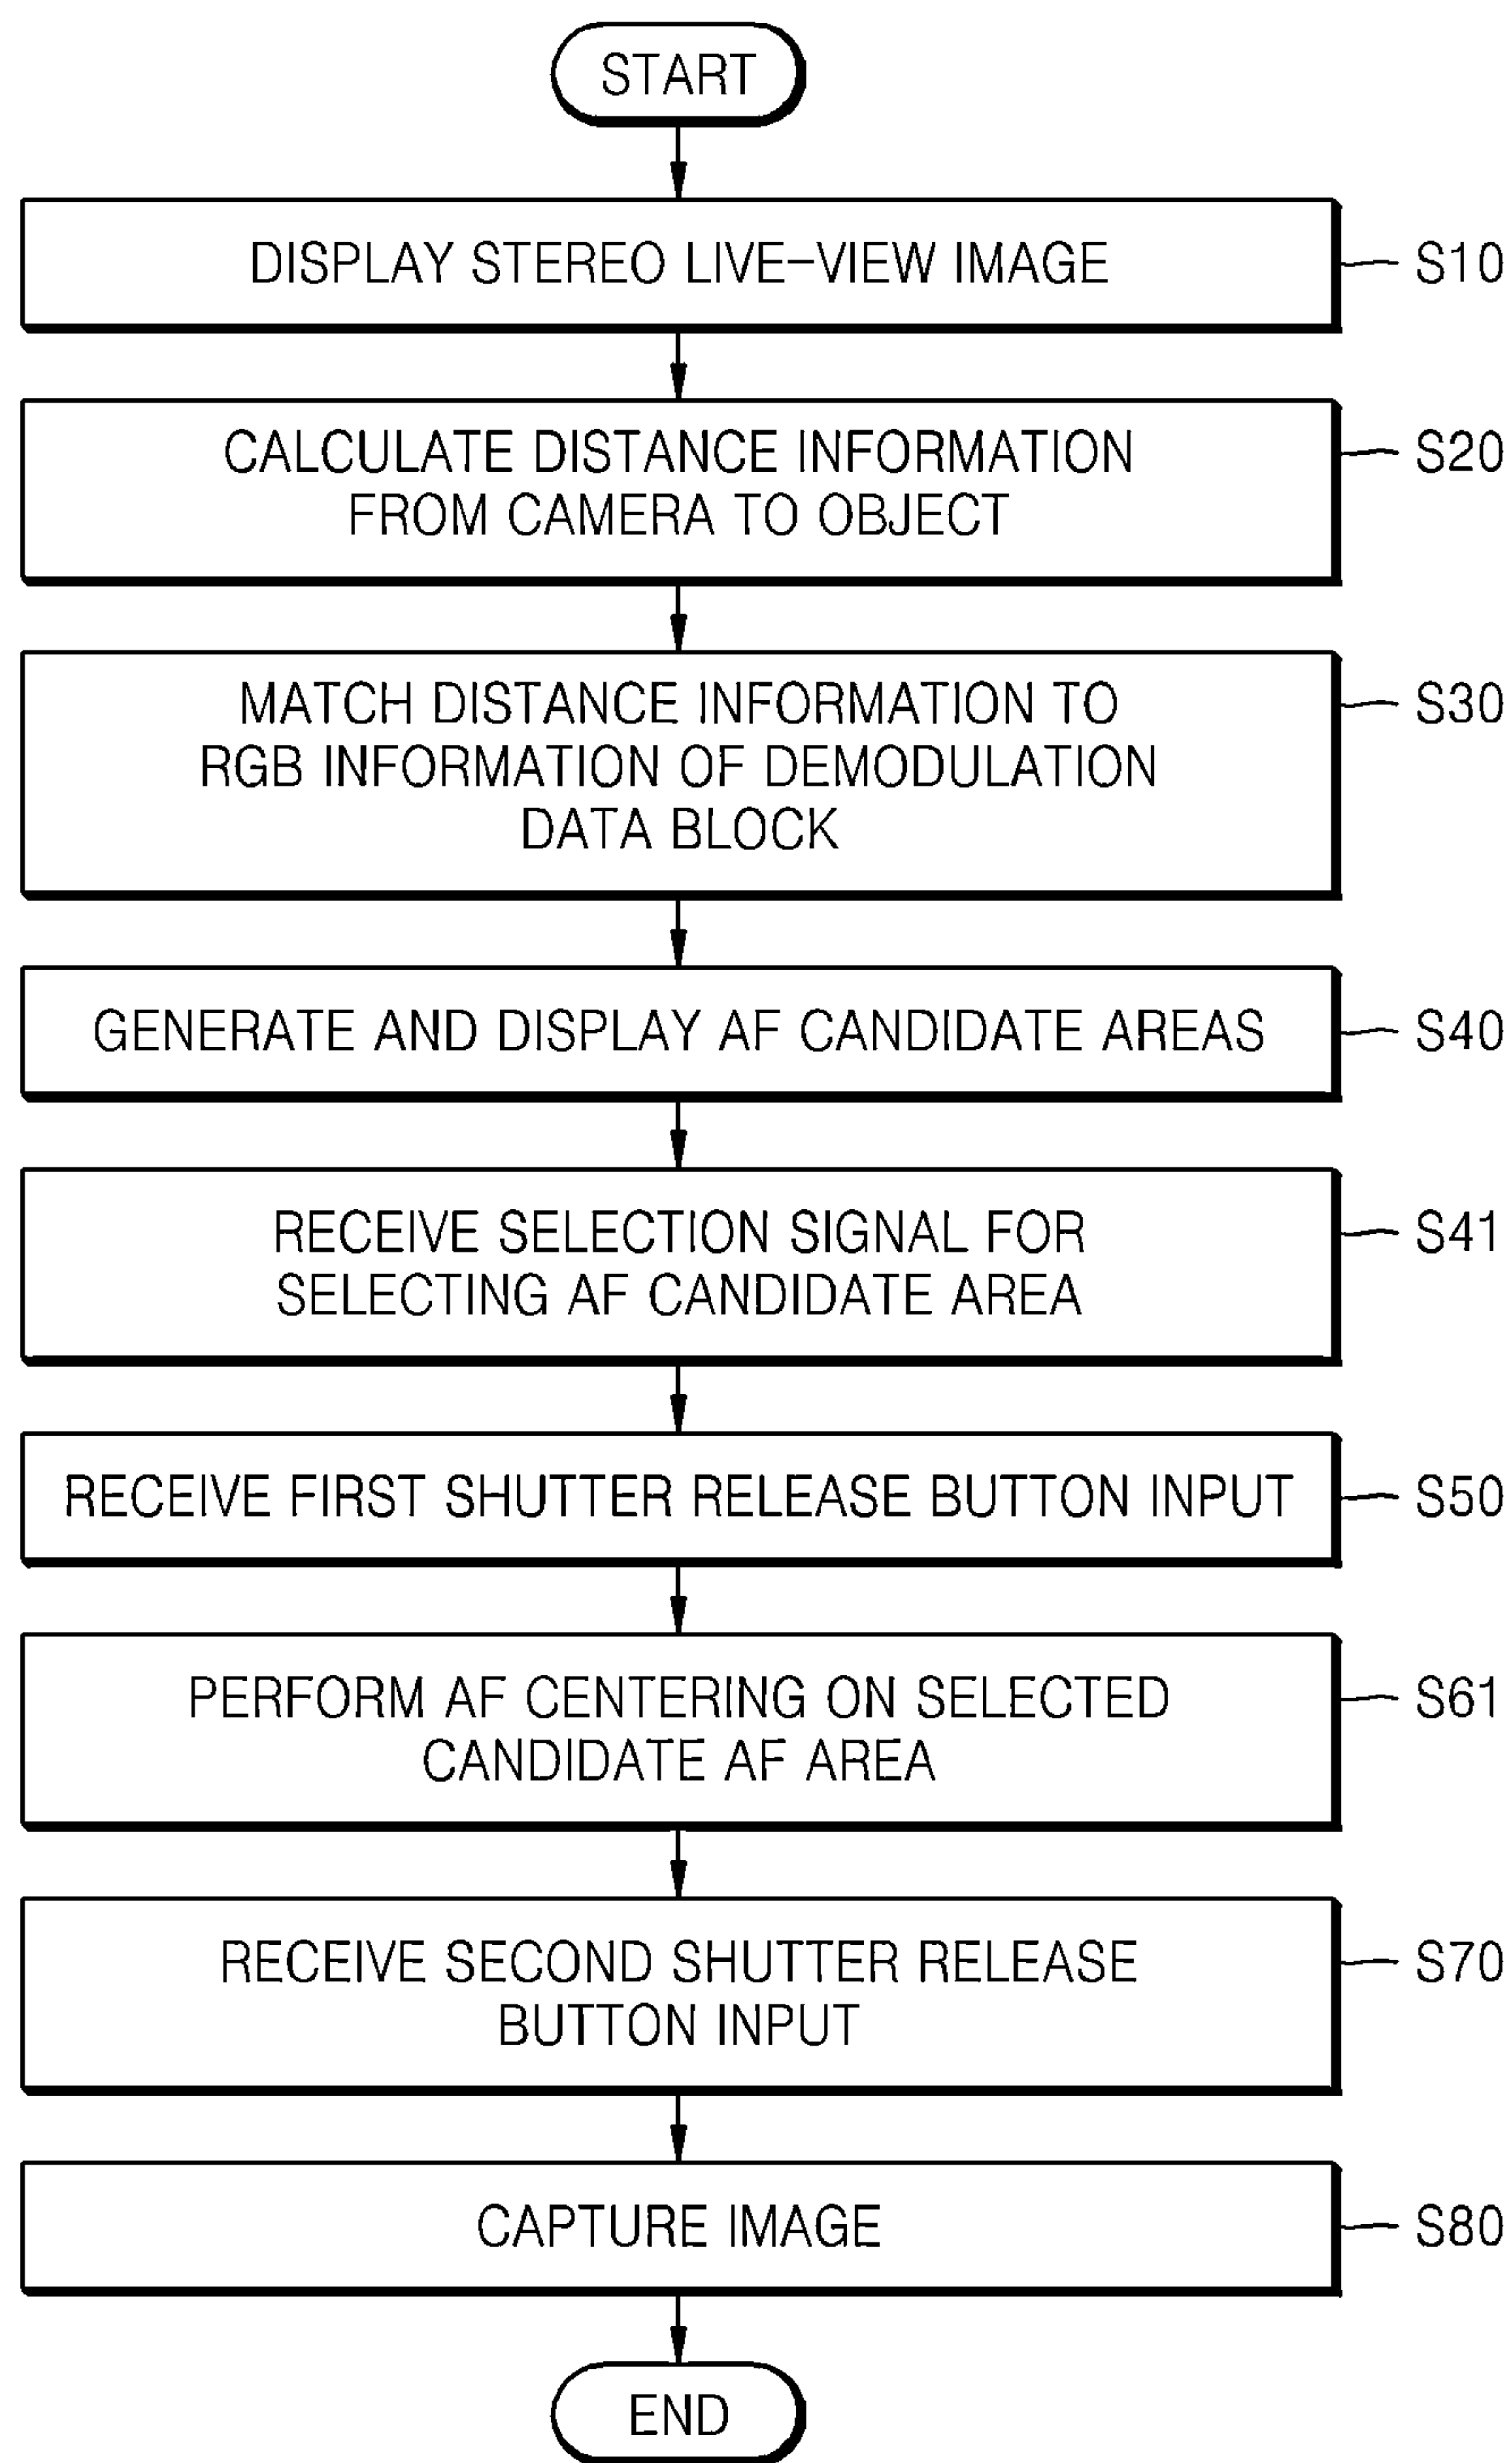 START
DISPLAY STEREO LIVE-VIEW IMAGE
S10
CALCULATE DISTANCE INFORMATION
FROM CAMERA TO OBJECT
S20
MATCH DISTANCE INFORMATION TO
RGB INFORMATION OF DEMODULATION
DATA BLOCK
S30
GENERATE AND DISPLAY AF CANDIDATE AREAS
S40
RECEIVE SELECTION SIGNAL FOR
SELECTING AF CANDIDATE AREA
S41
RECEIVE FIRST SHUTTER RELEASE BUTTON INPUT
S50
PERFORM AF CENTERING ON SELECTED
CANDIDATE AF AREA
S61
RECEIVE SECOND SHUTTER RELEASE
BUTTON INPUT
S70
CAPTURE IMAGE
S80
END